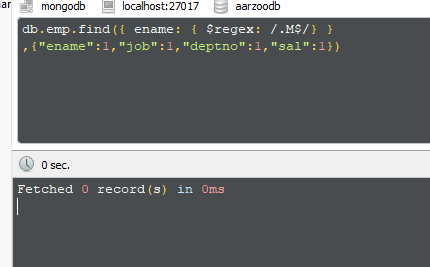 mongodb localhost:27017 aarzoodb
db.emp.find({ ename: { $regex: /.M$/} }
,{"ename":1,"job":1,"deptno":1,"sal":1})
0 sec.
Fetched 0 record(s) in 0ms